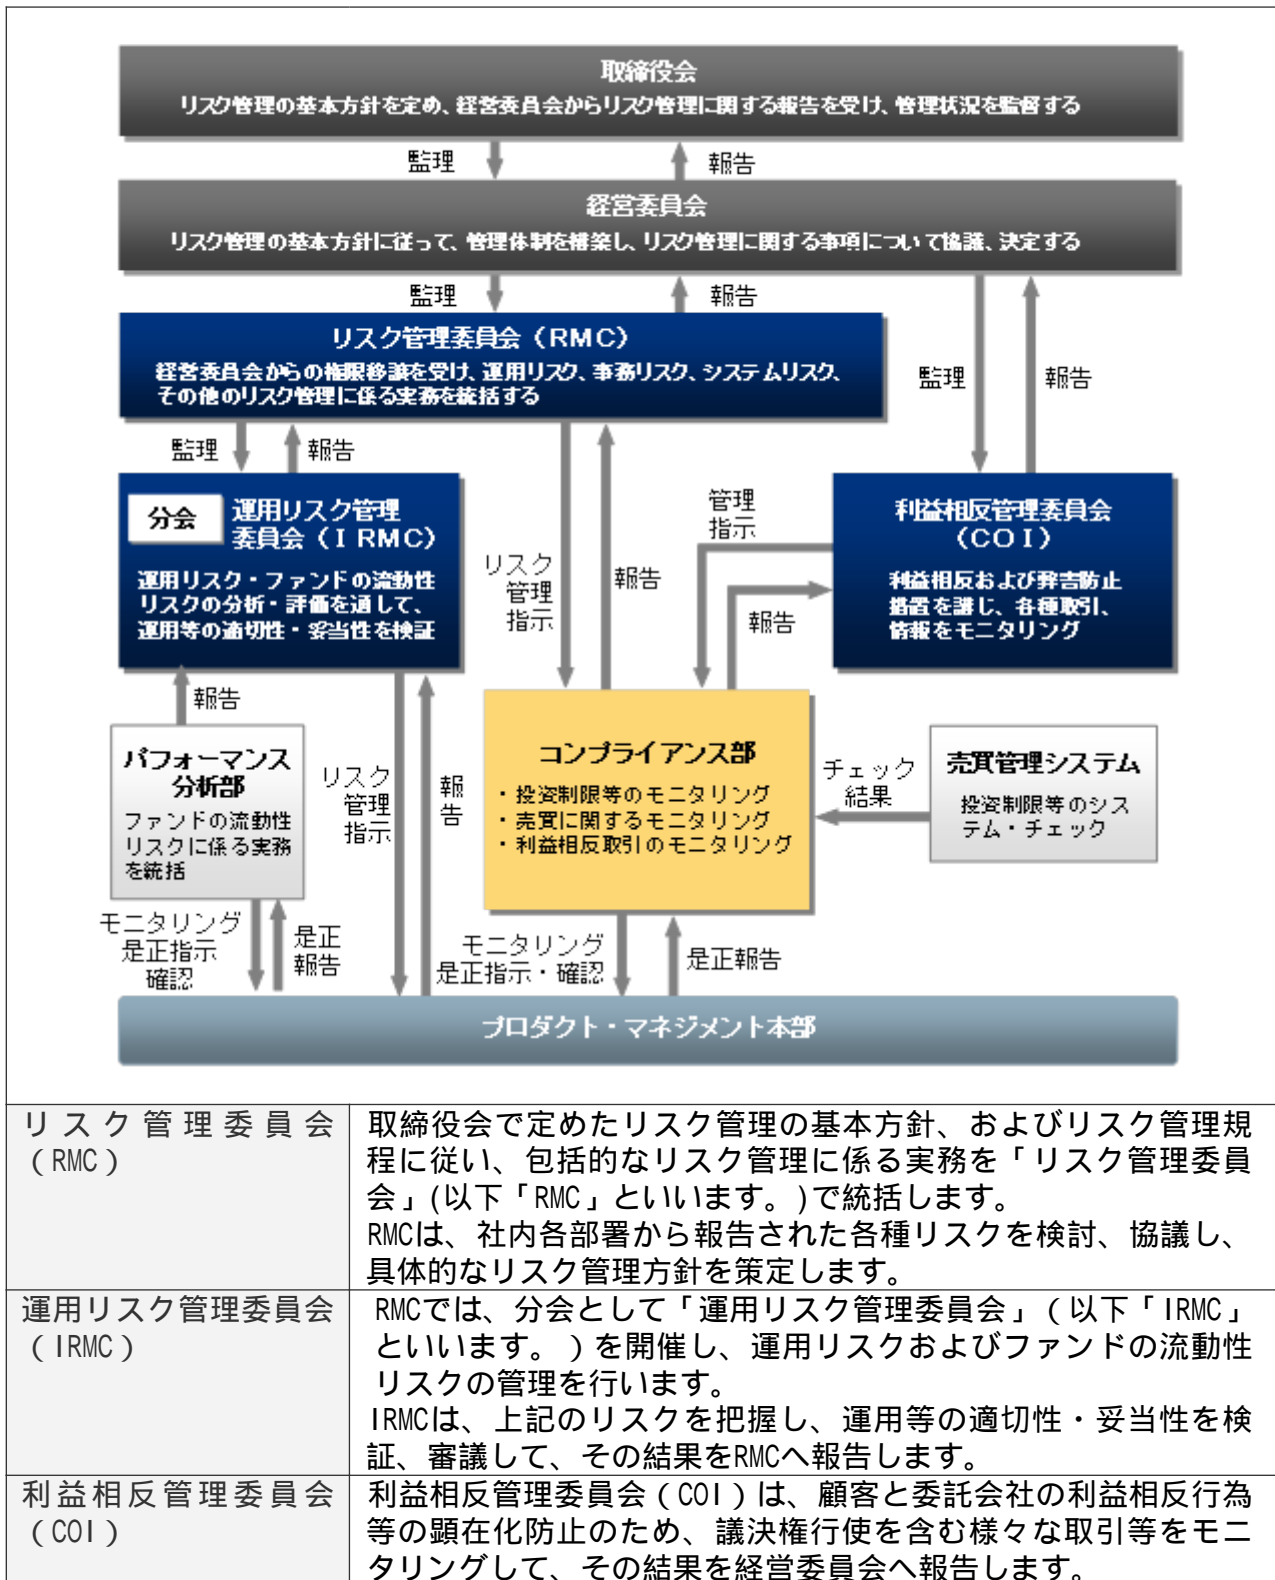 取締役会
リスク管理の基本方針を定め、経営委員会からリスク管理に関する報告を受け、管理状況を監督する
監理
報告
経営委員会
リスク管理の基本方針に従って、管理体制を構築し、リスク管理に関する事項について協議、決定する
監理
報告
リスク管理委員会（RMC）
経営委員会からの権限移譲を受け、運用リスク、事務リスク、システムリスク、
その他のリスク管理に係る実務を統括する
監理
報告
監理
報告
分会
運用リスク管理
委員会（IRMC）
運用リスク・ファンドの流動性
リスクの分析・評価を通して、
運用等の適切性・妥当性を検証
リスク
管理
指示
報告
管理
指示
報告
利益相反管理委員会
（COI）
利益相反および弊害防止
措置を講じ、各種取引、
情報をモニタリング
報告
パフォーマンス
分析部
ファンドの流動性
リスクに係る実務
を統括
リスク
管理
指示
報
告
コンプライアンス部
・投資制限等のモニタリング
・売買に関するモニタリング
・利益相反取引のモニタリング
チェック
結果
売買管理システム
投資制限等のシス
テム・チェック
モニタリング
是正指示
確認
是正
報告
モニタリング
是正指示・確認
是正報告
プロダクト・マネジメント本部
リスク管理委員会
（RMC）
取締役会で定めたリスク管理の基本方針、およびリスク管理規
程に従い、包括的なリスク管理に係る実務を「リスク管理委員
会」(以下「RMC」といいます。)で統括します。
RMCは、社内各部署から報告された各種リスクを検討、協議し、
具体的なリスク管理方針を策定します。
運用リスク管理委員会
（IRMC）
RMCでは、分会として「運用リスク管理委員会」（以下「IRMC」
といいます。）を開催し、運用リスクおよびファンドの流動性
リスクの管理を行います。
IRMCは、上記のリスクを把握し、運用等の適切性・妥当性を検
証、審議して、その結果をRMCへ報告します。
利益相反管理委員会
（COI）
利益相反管理委員会（COI）は、顧客と委託会社の利益相反行為
等の顕在化防止のため、議決権行使を含む様々な取引等をモニ
タリングして、その結果を経営委員会へ報告します。